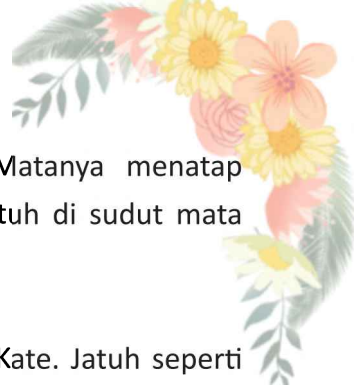 Matanya menatap
tuh di sudut mata
Kate. Jatuh seperti